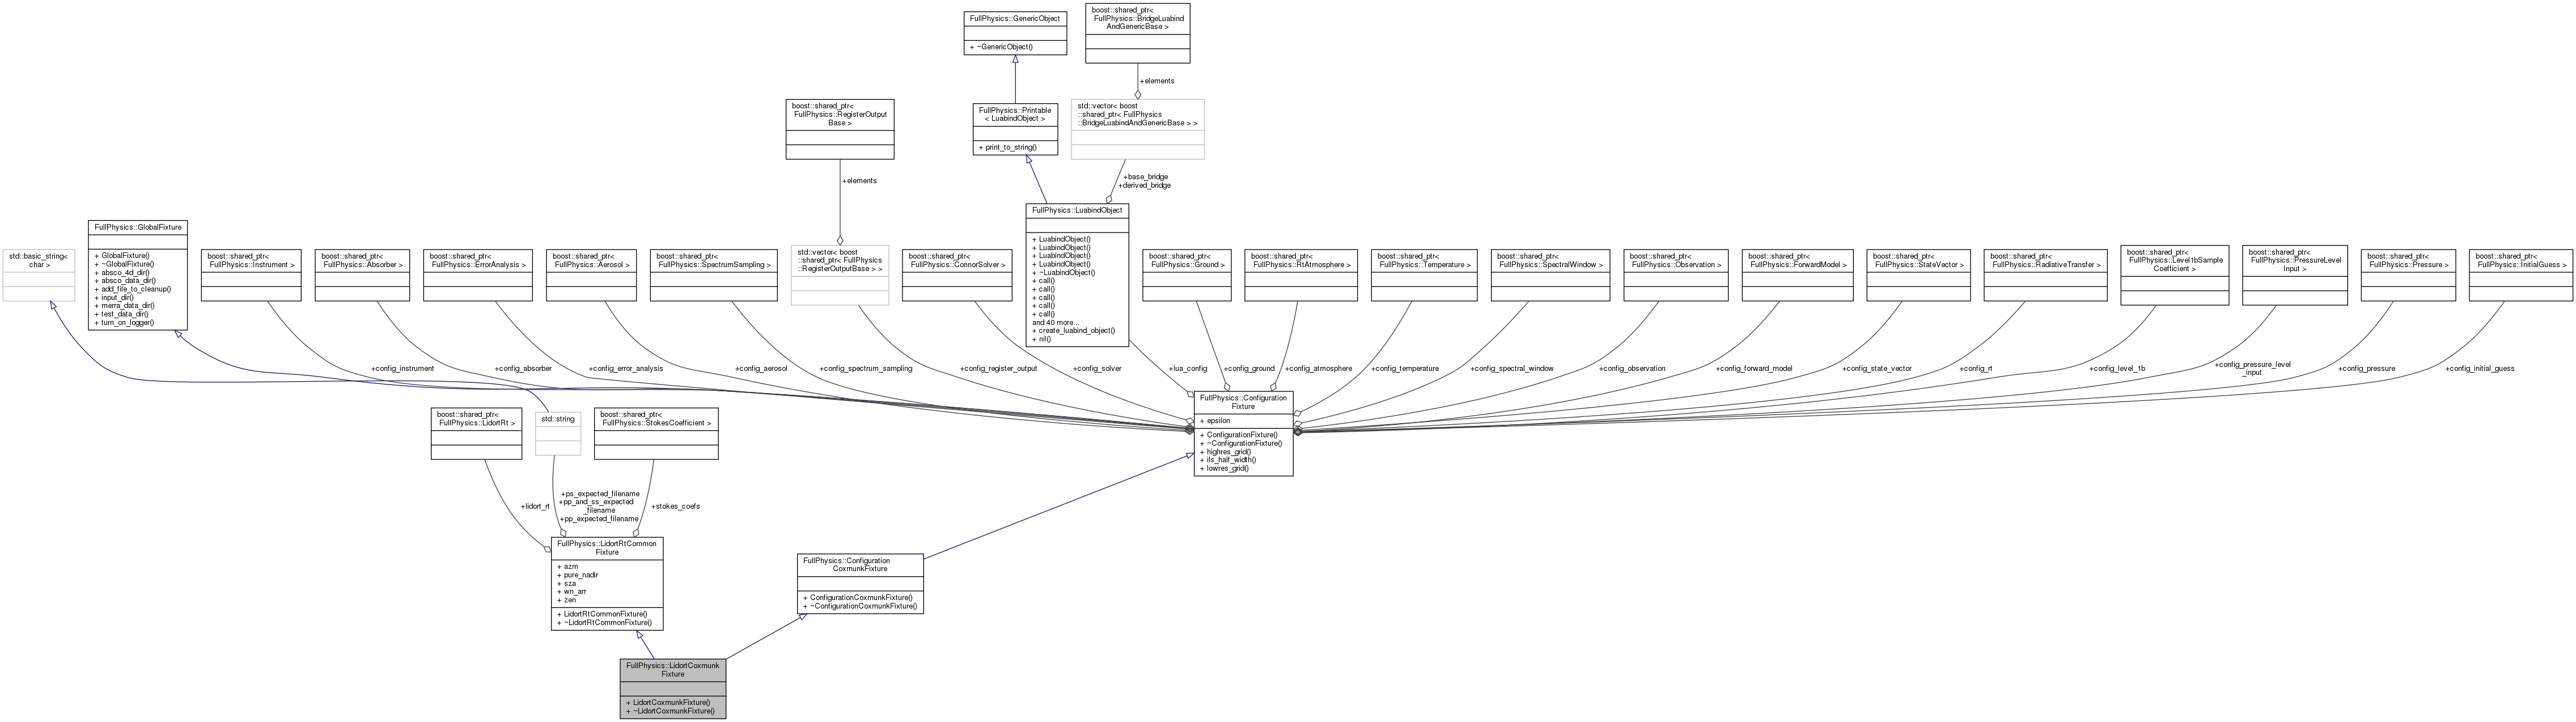 FullPhysics::GenericObject
+ ~GenericObject()
boost::shared_ptr<
FullPhysics::BridgeLuabind
AndGenericBase >
+elements
boost::shared_ptr<
FullPhysics::RegisterOutput
Base >
FullPhysics::Printable
< LuabindObject >
+ print_to_string()
std::vector< boost
::shared_ptr< FullPhysics
::BridgeLuabindAndGenericBase > >
+elements
+base_bridge
+derived_bridge
std::basic_string<
char >
FullPhysics::GlobalFixture
+ GlobalFixture()
+ ~GlobalFixture()
+ absco_4d_dir()
+ absco_data_dir()
+ add_file_to_cleanup()
+ input_dir()
+ merra_data_dir()
+ test_data_dir()
+ turn_on_logger()
boost::shared_ptr<
FullPhysics::Instrument >
boost::shared_ptr<
FullPhysics::Absorber >
boost::shared_ptr<
FullPhysics::ErrorAnalysis >
boost::shared_ptr<
FullPhysics::Aerosol >
boost::shared_ptr<
FullPhysics::SpectrumSampling >
std::vector< boost
::shared_ptr< FullPhysics
::RegisterOutputBase > >
boost::shared_ptr<
FullPhysics::ConnorSolver >
FullPhysics::LuabindObject
+ LuabindObject()
+ LuabindObject()
+ LuabindObject()
+ LuabindObject()
+ ~LuabindObject()
+ call()
+ call()
+ call()
+ call()
+ call()
and 40 more...
+ create_luabind_object()
+ nil()
boost::shared_ptr<
FullPhysics::Ground >
boost::shared_ptr<
FullPhysics::RtAtmosphere >
boost::shared_ptr<
FullPhysics::Temperature >
boost::shared_ptr<
FullPhysics::SpectralWindow >
boost::shared_ptr<
FullPhysics::Observation >
boost::shared_ptr<
FullPhysics::ForwardModel >
boost::shared_ptr<
FullPhysics::StateVector >
boost::shared_ptr<
FullPhysics::RadiativeTransfer >
boost::shared_ptr<
FullPhysics::Level1bSample
Coefficient >
boost::shared_ptr<
FullPhysics::PressureLevel
Input >
boost::shared_ptr<
FullPhysics::Pressure >
boost::shared_ptr<
FullPhysics::InitialGuess >
+config_instrument
+config_absorber
+config_error_analysis
+config_aerosol
+config_spectrum_sampling
+config_register_output
+config_solver
+lua_config
+config_ground
+config_atmosphere
+config_temperature
+config_spectral_window
+config_observation
+config_forward_model
+config_state_vector
+config_rt
+config_level_1b
+config_pressure_level
_input
+config_pressure
+config_initial_guess
FullPhysics::Configuration
Fixture
+ epsilon
+ ConfigurationFixture()
+ ~ConfigurationFixture()
+ highres_grid()
+ ils_half_width()
+ lowres_grid()
boost::shared_ptr<
FullPhysics::LidortRt >
std::string
boost::shared_ptr<
FullPhysics::StokesCoefficient >
+lidort_rt
+ps_expected_filename
+pp_and_ss_expected
_filename
+pp_expected_filename
+stokes_coefs
FullPhysics::LidortRtCommon
Fixture
+ azm
+ pure_nadir
+ sza
+ wn_arr
+ zen
+ LidortRtCommonFixture()
+ ~LidortRtCommonFixture()
FullPhysics::Configuration
CoxmunkFixture
+ ConfigurationCoxmunkFixture()
+ ~ConfigurationCoxmunkFixture()
FullPhysics::LidortCoxmunk
Fixture
+ LidortCoxmunkFixture()
+ ~LidortCoxmunkFixture()